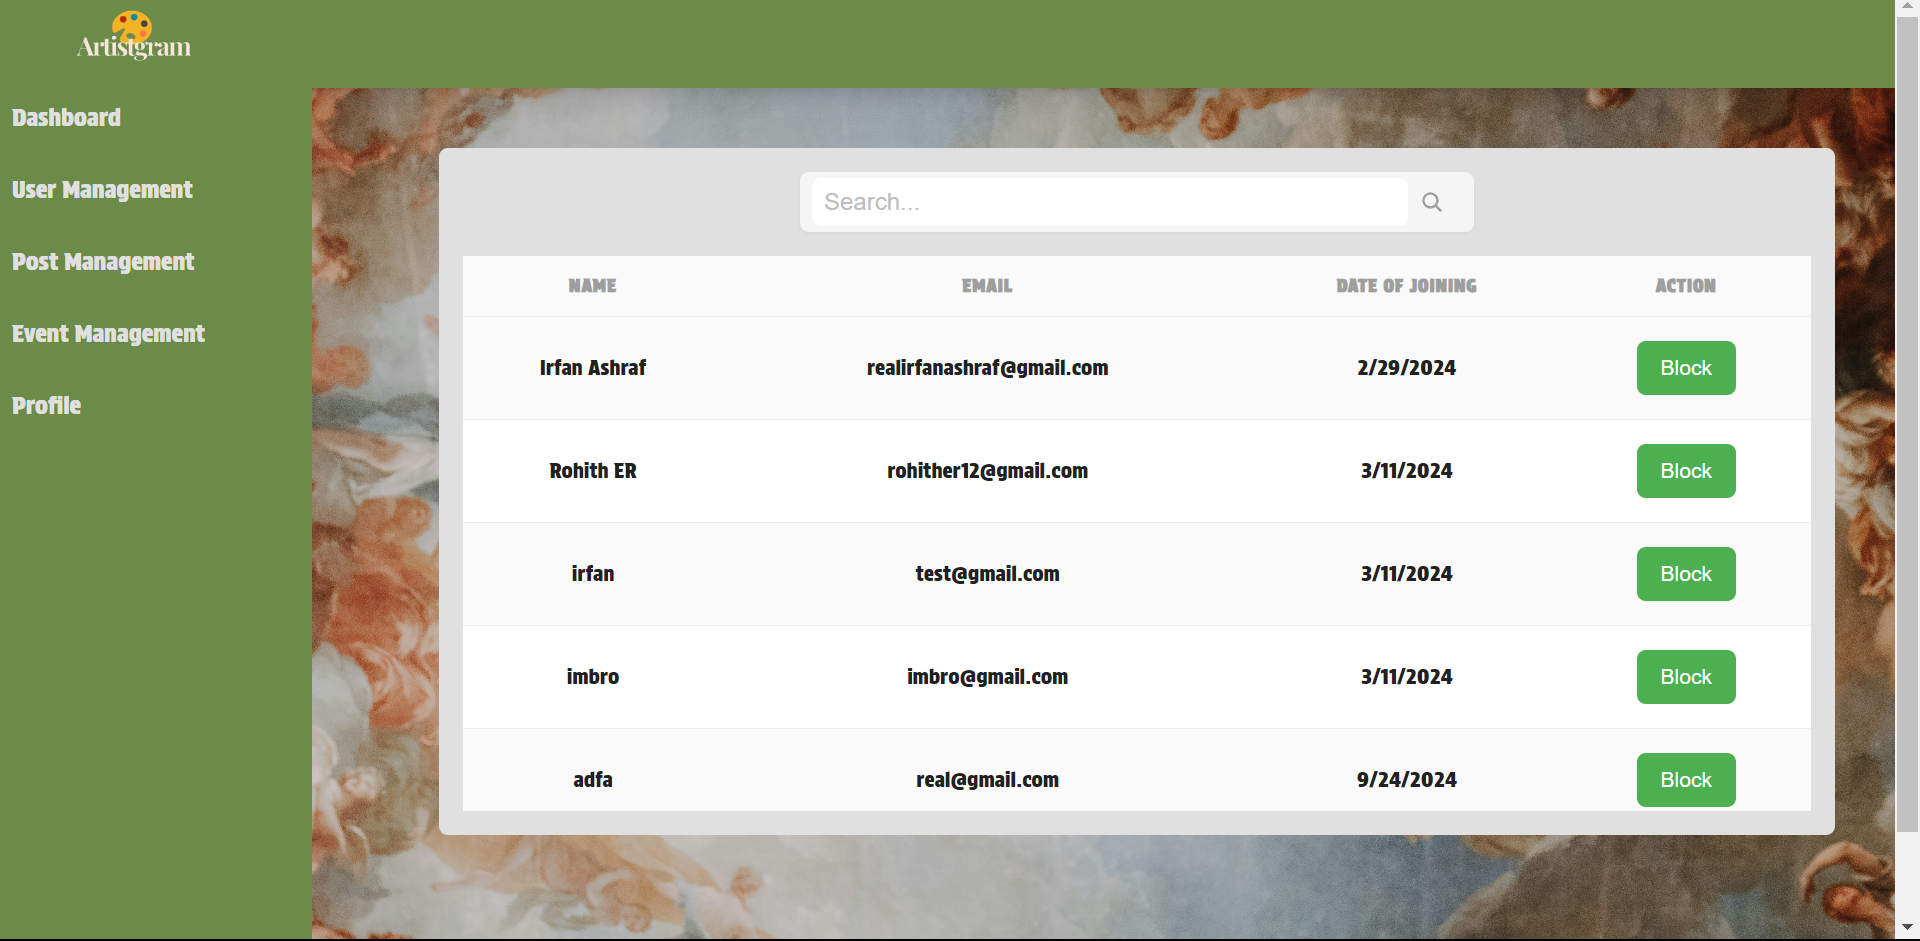 Artistgram
Dashboard
User Management
Post Management
Event Management
Profile
Search...
NAME EMAIL DATE OF JOINING ACTION
Irfan Ashraf realirfanashraf@gmail.com 2/29/2024 Block
Rohith ER rohither12@gmail.com 3/11/2024 Block
irfan test@gmail.com 3/11/2024 Block
imbro imbro@gmail.com 3/11/2024 Block
adfa real@gmail.com 9/24/2024 Block